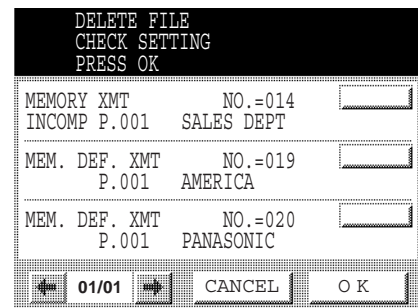 DELETE FILE
CHECK SETTING
PRESS OK
MEMORY XMT NO.=014
INCOMP P.001 SALES DEPT
MEM. DEF. XMT NO.=019
P.001 AMERICA
MEM. DEF. XMT NO.=020
P.001 PANASONIC
01/01 CANCEL OK